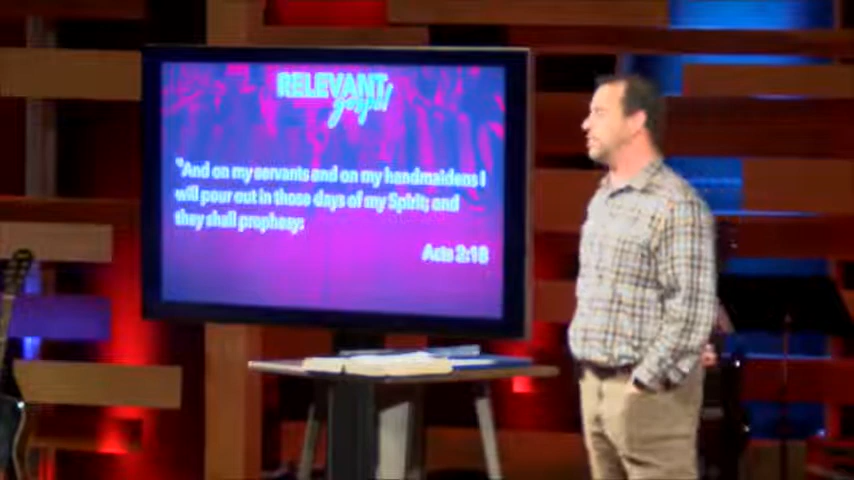 RELEVANT
gospel
"And on my servants and on my handmaidens I
will pour out in those days of my Spirit; and
they shall prophesy:
Acts 2:18